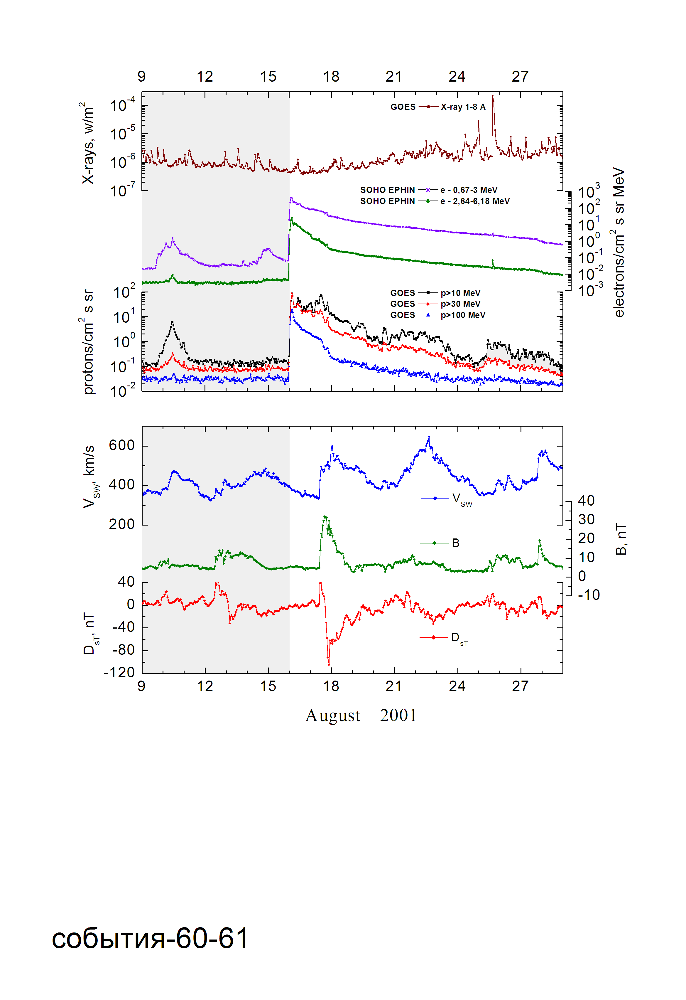 9 12 15 18 21 24 27
X-rays, w/m²
10⁻⁴
10⁻⁵
10⁻⁶
10⁻⁷
GOES X-ray 1-8 A
SOHO EPHIN e - 0,67-3 MeV
SOHO EPHIN e - 2,64-6,18 MeV
10³
10²
10¹
10⁰
10⁻¹
10⁻²
10⁻³
electrons/cm² s sr MeV
protons/cm² s sr
10²
10¹
10⁰
10⁻¹
10⁻²
GOES p>10 MeV
GOES p>30 MeV
GOES p>100 MeV
V_SW, km/s
600
400
200
V_SW
40
30
20
10
0
-10
B, nT
B
D_sT, nT
40
0
-40
-80
-120
D_sT
9 12 15 18 21 24 27
August 2001
события-60-61